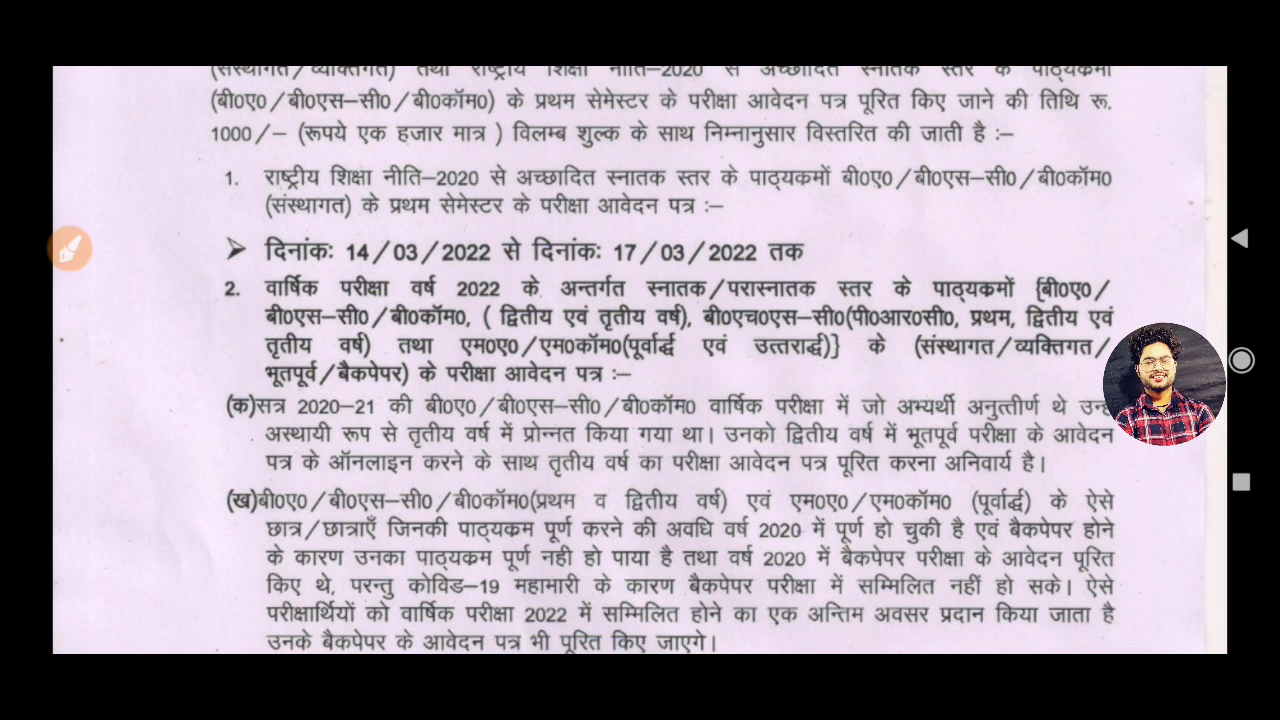 (संस्थागत/व्यक्तिगत) तथा राष्ट्रीय शिक्षा नीति–2020 से अच्छादित स्नातक स्तर के पाठ्यकमों
(बी0ए0/बी0एस–सी0/बी0कॉम0) के प्रथम सेमेस्टर के परीक्षा आवेदन पत्र पूरित किए जाने की तिथि रू.
1000/– (रूपये एक हजार मात्र ) विलम्ब शुल्क के साथ निम्नानुसार विस्तरित की जाती है :–
1. राष्ट्रीय शिक्षा नीति–2020 से अच्छादित स्नातक स्तर के पाठ्यकमों बी0ए0/बी0एस–सी0/बी0कॉम0
(संस्थागत) के प्रथम सेमेस्टर के परीक्षा आवेदन पत्र :–
➢ दिनांकः 14/03/2022 से दिनांकः 17/03/2022 तक
2. वार्षिक परीक्षा वर्ष 2022 के अन्तर्गत स्नातक/परास्नातक स्तर के पाठ्यकमों {बी0ए0/
बी0एस–सी0/बी0कॉम0, ( द्वितीय एवं तृतीय वर्ष), बी0एच0एस–सी0(पी0आर0सी0, प्रथम, द्वितीय एवं
तृतीय वर्ष) तथा एम0ए0/एम0कॉम0(पूर्वार्द्ध एवं उत्तरार्द्ध)} के (संस्थागत/व्यक्तिगत/
भूतपूर्व/बैकपेपर) के परीक्षा आवेदन पत्र :–
(क)सत्र 2020–21 की बी0ए0/बी0एस–सी0/बी0कॉम0 वार्षिक परीक्षा में जो अभ्यर्थी अनुत्तीर्ण थे
अस्थायी रूप से तृतीय वर्ष में प्रोन्नत किया गया था। उनको द्वितीय वर्ष में भूतपूर्व परीक्षा के आवेदन
पत्र के ऑनलाइन करने के साथ तृतीय वर्ष का परीक्षा आवेदन पत्र पूरित करना अनिवार्य है।
(ख)बी0ए0/बी0एस–सी0/बी0कॉम0(प्रथम व द्वितीय वर्ष) एवं एम0ए0/एम0कॉम0 (पूर्वार्द्ध) के ऐसे
छात्र/छात्राएँ जिनकी पाठ्यकम पूर्ण करने की अवधि वर्ष 2020 में पूर्ण हो चुकी है एवं बैकपेपर होने
के कारण उनका पाठ्यकम पूर्ण नही हो पाया है तथा वर्ष 2020 में बैकपेपर परीक्षा के आवेदन पूरित
किए थे, परन्तु कोविड–19 महामारी के कारण बैकपेपर परीक्षा में सम्मिलित नहीं हो सके। ऐसे
परीक्षार्थियों को वार्षिक परीक्षा 2022 में सम्मिलित होने का एक अन्तिम अवसर प्रदान किया जाता है
उनके बैकपेपर के आवेदन पत्र भी पूरित किए जाएगे।